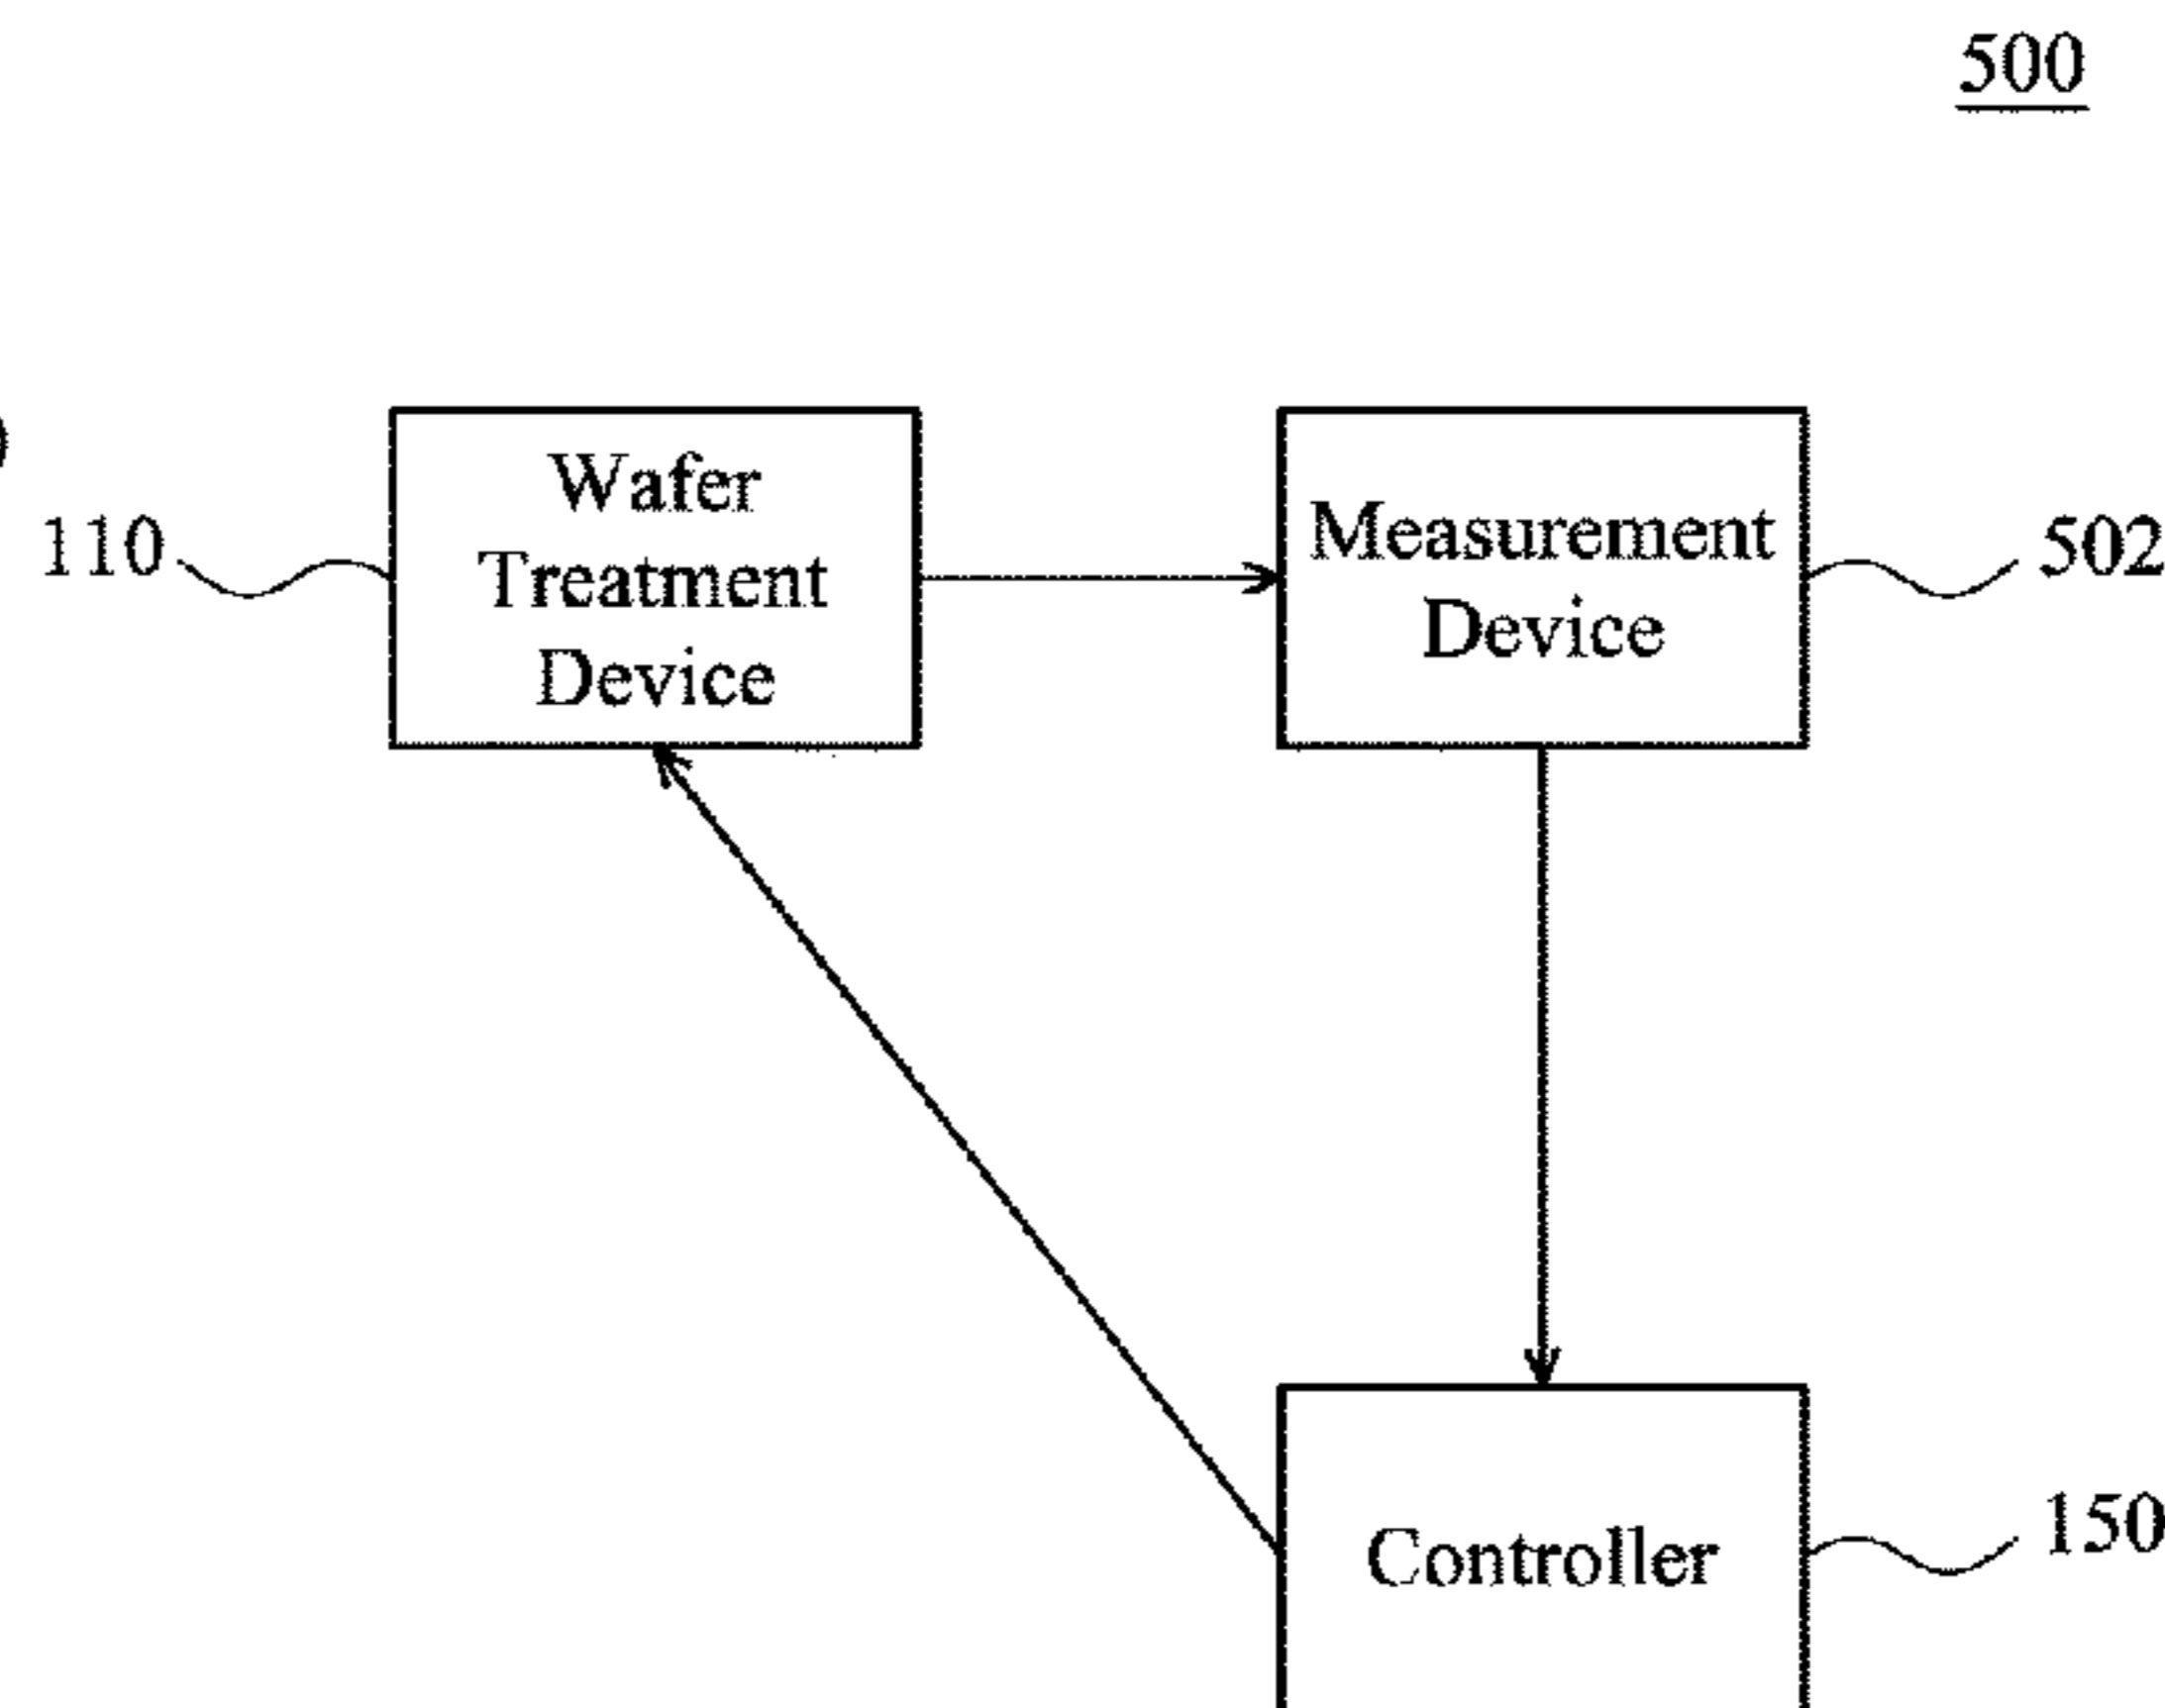 500
Wafer
Treatment
Device
110
Measurement
Device
502
Controller
150